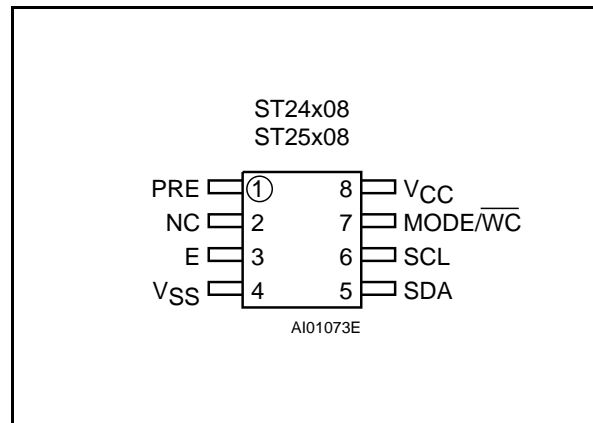 ST24x08
ST25x08
PRE 1 8 VCC
NC 2 7 MODE/WC
E 3 6 SCL
VSS 4 5 SDA
AI01073E